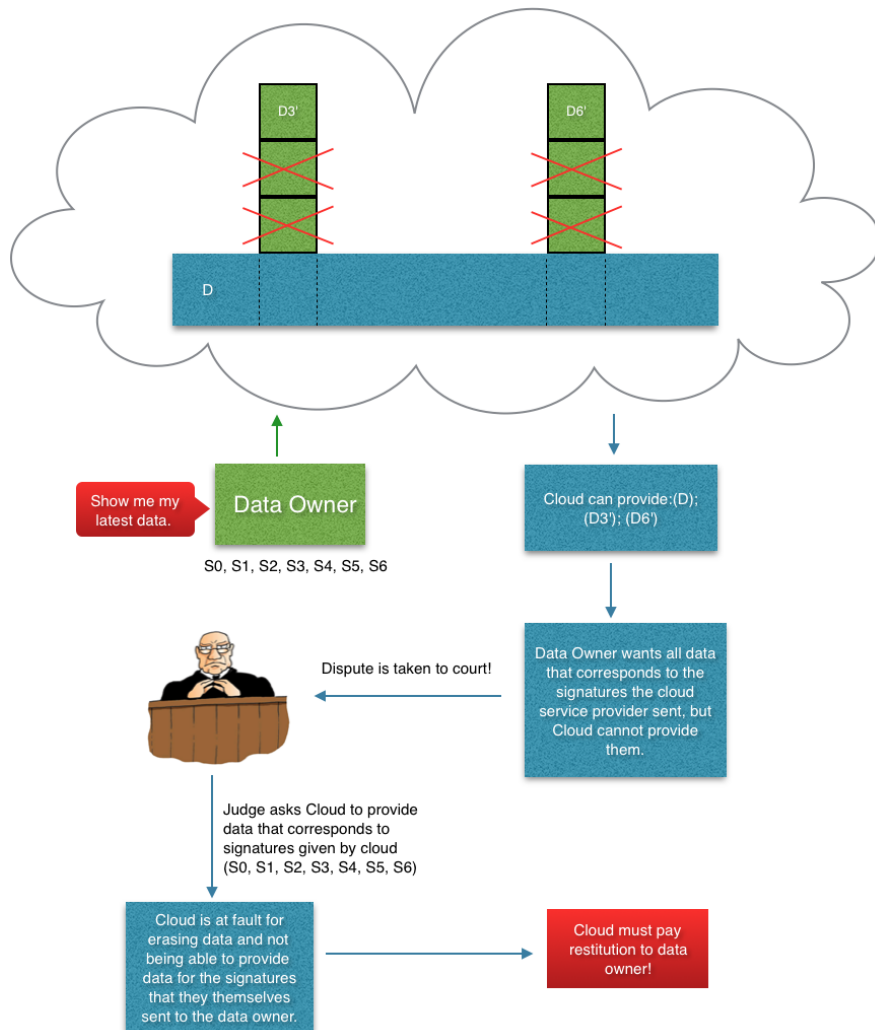 D3'
D6'
D
Show me my
latest data.
Data Owner
S0, S1, S2, S3, S4, S5, S6
Cloud can provide:(D);
(D3'); (D6')
Data Owner wants all data
that corresponds to the
signatures the cloud
service provider sent, but
Cloud cannot provide
them.
Dispute is taken to court!
Judge asks Cloud to provide
data that corresponds to
signatures given by cloud
(S0, S1, S2, S3, S4, S5, S6)
Cloud is at fault for
erasing data and not
being able to provide
data for the signatures
that they themselves
sent to the data owner.
Cloud must pay
restitution to data
owner!